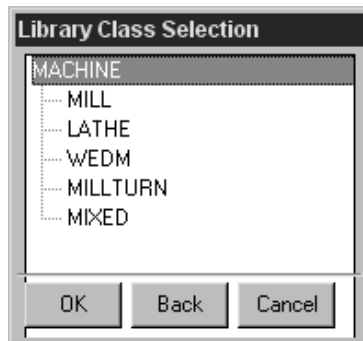 Library Class Selection
MACHINE
MILL
LATHE
WEDM
MILLTURN
MIXED
OK Back Cancel